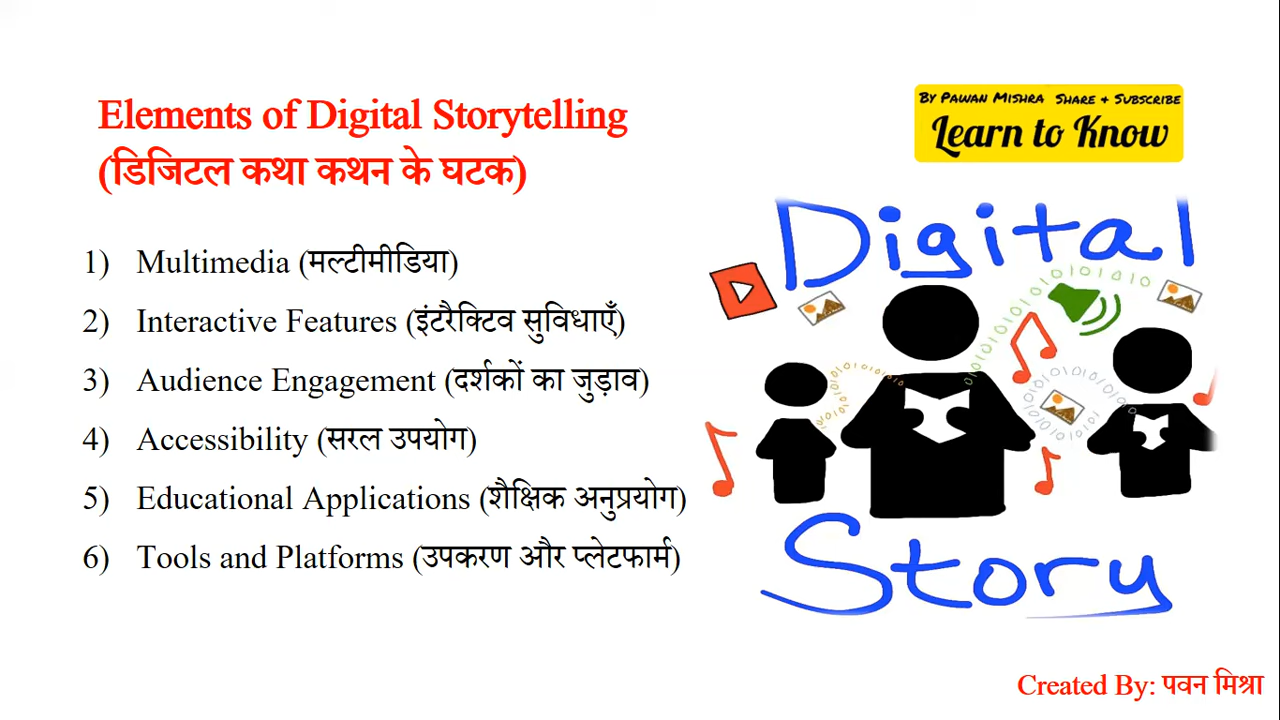 Elements of Digital Storytelling
(डिजिटल कथा कथन के घटक)
1) Multimedia (मल्टीमीडिया)
2) Interactive Features (इंटरैक्टिव सुविधाएँ)
3) Audience Engagement (दर्शकों का जुड़ाव)
4) Accessibility (सरल उपयोग)
5) Educational Applications (शैक्षिक अनुप्रयोग)
6) Tools and Platforms (उपकरण और प्लेटफार्म)
By Pawan Mishra Share & Subscribe
Learn to Know
Digital
Story
Created By: पवन मिश्रा